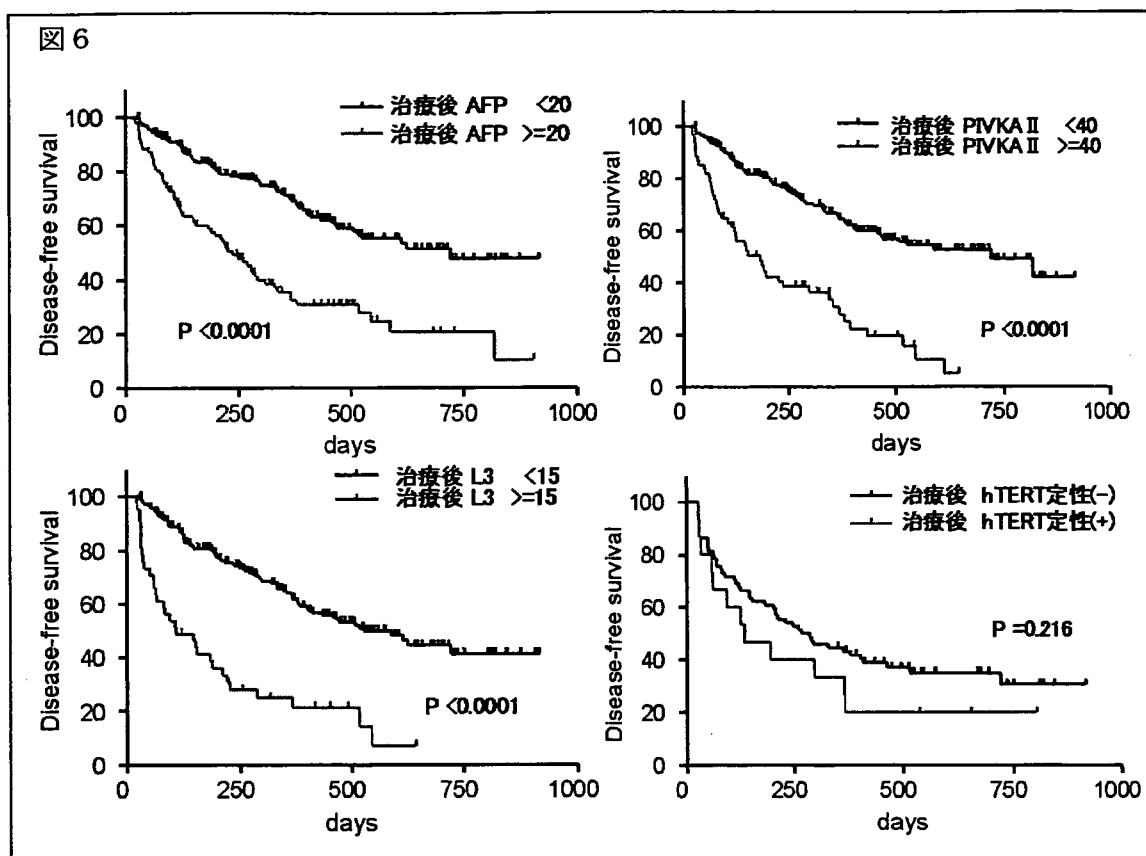 図6
治療後 AFP <20
治療後 AFP >=20
Disease-free survival
100
80
60
40
20
0
P <0.0001
0 250 500 750 1000
days
治療後 PIVKAⅡ <40
治療後 PIVKAⅡ >=40
Disease-free survival
100
80
60
40
20
0
P <0.0001
0 250 500 750 1000
days
治療後 L3 <15
治療後 L3 >=15
Disease-free survival
100
80
60
40
20
0
P <0.0001
0 250 500 750 1000
days
治療後 hTERT定性(-)
治療後 hTERT定性(+)
Disease-free survival
100
80
60
40
20
0
P =0.216
0 250 500 750 1000
days